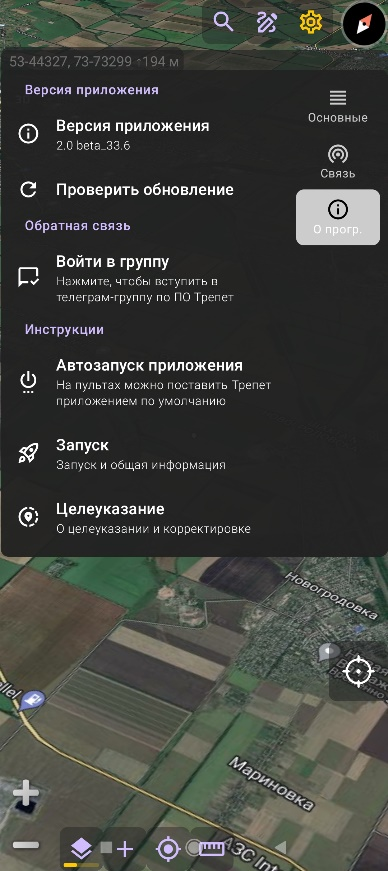 53-44327, 73-73299 ↑194 м
Версия приложения
Версия приложения
2.0 beta_33.6
Проверить обновление
Обратная связь
Войти в группу
Нажмите, чтобы вступить в
телеграм-группу по ПО Трепет
Инструкции
Автозапуск приложения
На пультах можно поставить Трепет
приложением по умолчанию
Запуск
Запуск и общая информация
Целеуказание
О целеуказании и корректировке
Основные
Связь
О прогр.
Новогродовка
Мариновка
АЗС Int